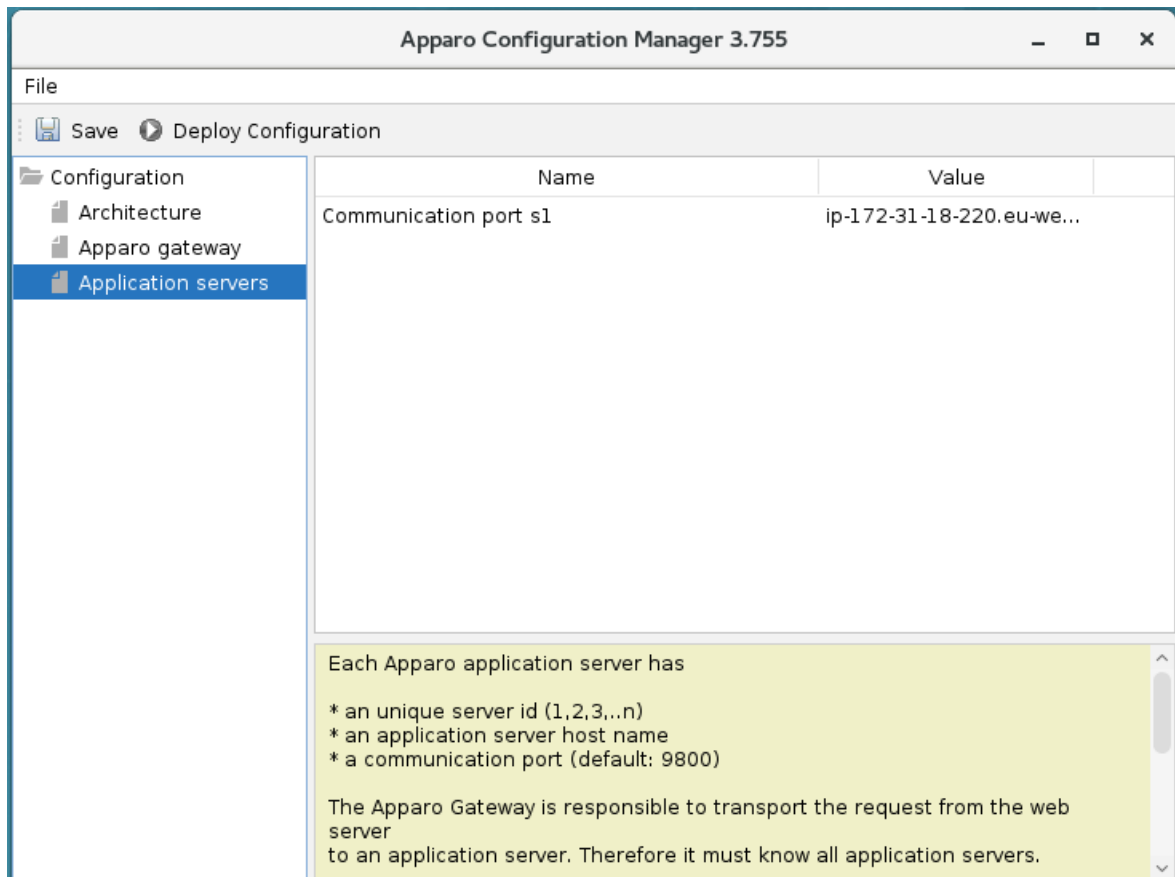 Apparo Configuration Manager 3.755
File
Save Deploy Configuration
Configuration
Architecture
Apparo gateway
Application servers
Name Value
Communication port s1 ip-172-31-18-220.eu-we...
Each Apparo application server has
* an unique server id (1,2,3,..n)
* an application server host name
* a communication port (default: 9800)
The Apparo Gateway is responsible to transport the request from the web
server
to an application server. Therefore it must know all application servers.